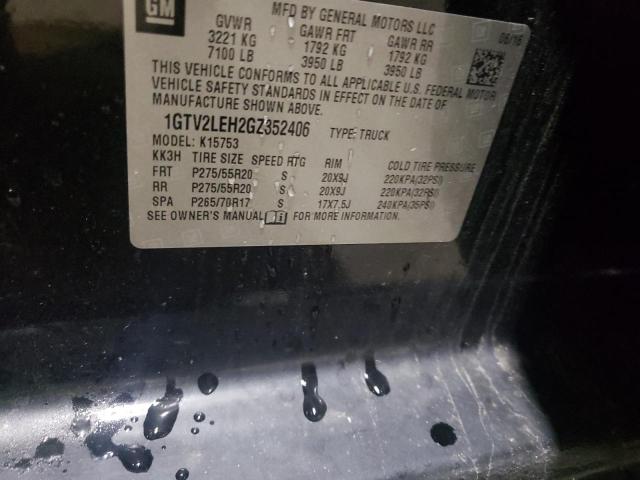 GM
MFD BY GENERAL MOTORS LLC
06/16
GVWR GAWR FRT GAWR RR
3221 KG 1792 KG 1792 KG
7100 LB 3950 LB 3950 LB
THIS VEHICLE CONFORMS TO ALL APPLICABLE U.S. FEDERAL MOTOR
VEHICLE SAFETY STANDARDS IN EFFECT ON THE DATE OF
MANUFACTURE SHOWN ABOVE.
1GTV2LEH2GZ352406 TYPE: TRUCK
MODEL: K15753
KK3H TIRE SIZE SPEED RTG RIM COLD TIRE PRESSURE
FRT P275/55R20 S 20X9J 220KPA(32PSI)
RR P275/55R20 S 20X9J 220KPA(32PSI)
SPA P265/70R17 S 17X7.5J 240KPA(35PSI)
SEE OWNER'S MANUAL FOR MORE INFORMATION.